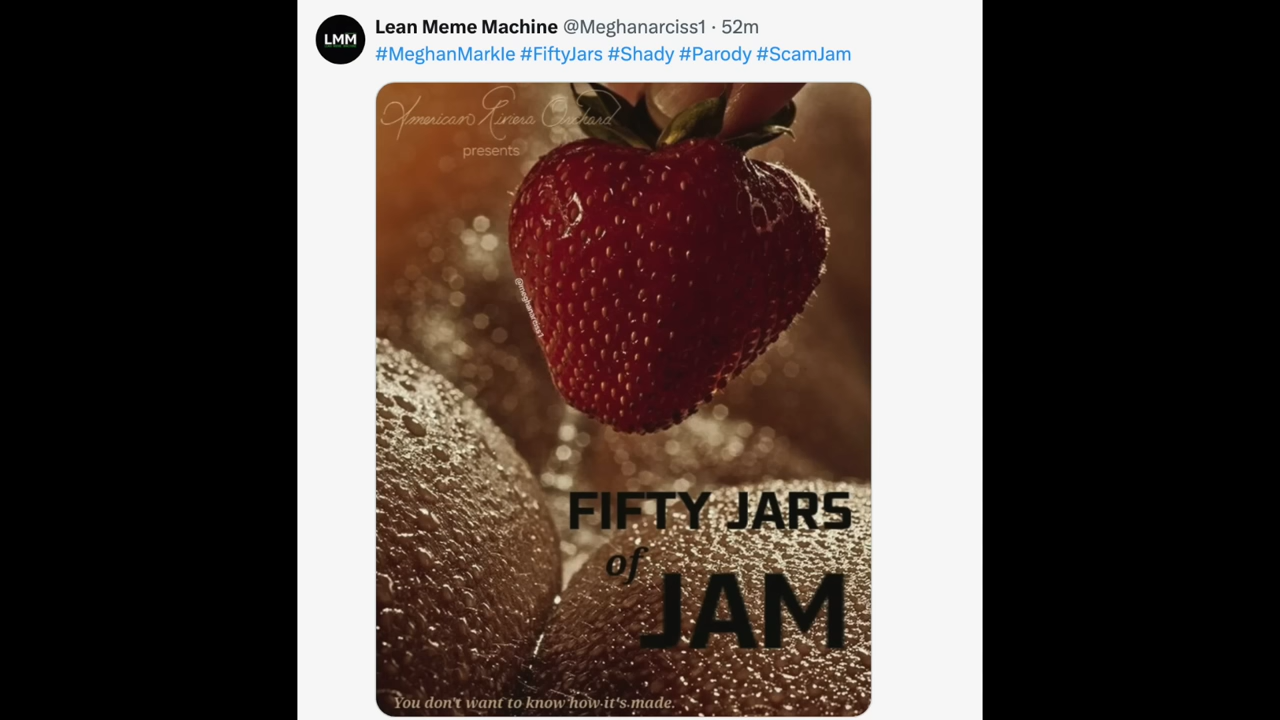 LMM
Lean Meme Machine @Meghanarciss1 · 52m
#MeghanMarkle #FiftyJars #Shady #Parody #ScamJam
American Riviera Orchard
presents
@meghanarciss1
FIFTY JARS
of
JAM
You don't want to know how it's made.